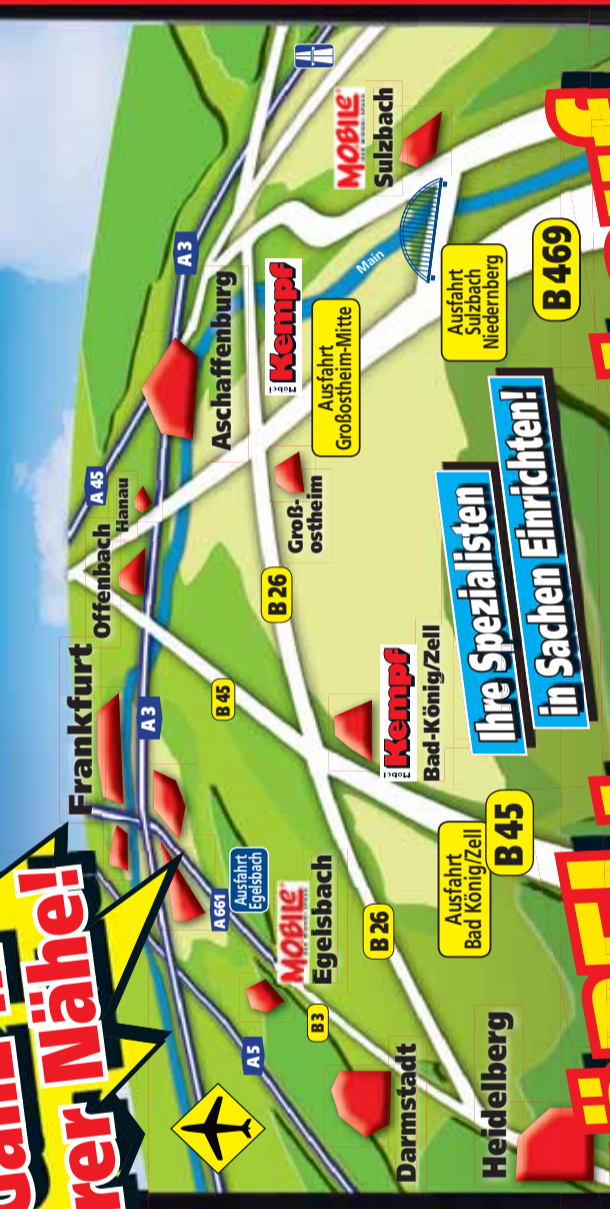 Nähe!
Frankfurt
Offenbach
Hanau
A 45
A 3
A 3
Aschaffenburg
A 661
Ausfahrt
Egelsbach
A 5
B 45
B 26
MOBILE
Egelsbach
B3
Möbel Kempf
Ausfahrt
Großostheim-Mitte
Groß-
ostheim
MOBILE
Sulzbach
Main
B 26
Möbel Kempf
Bad-König/Zell
Darmstadt
Heidelberg
Ausfahrt
Bad König/Zell
B 45
Ausfahrt
Sulzbach
Niedernberg
B 469
Ihre Spezialisten
in Sachen Einrichten!